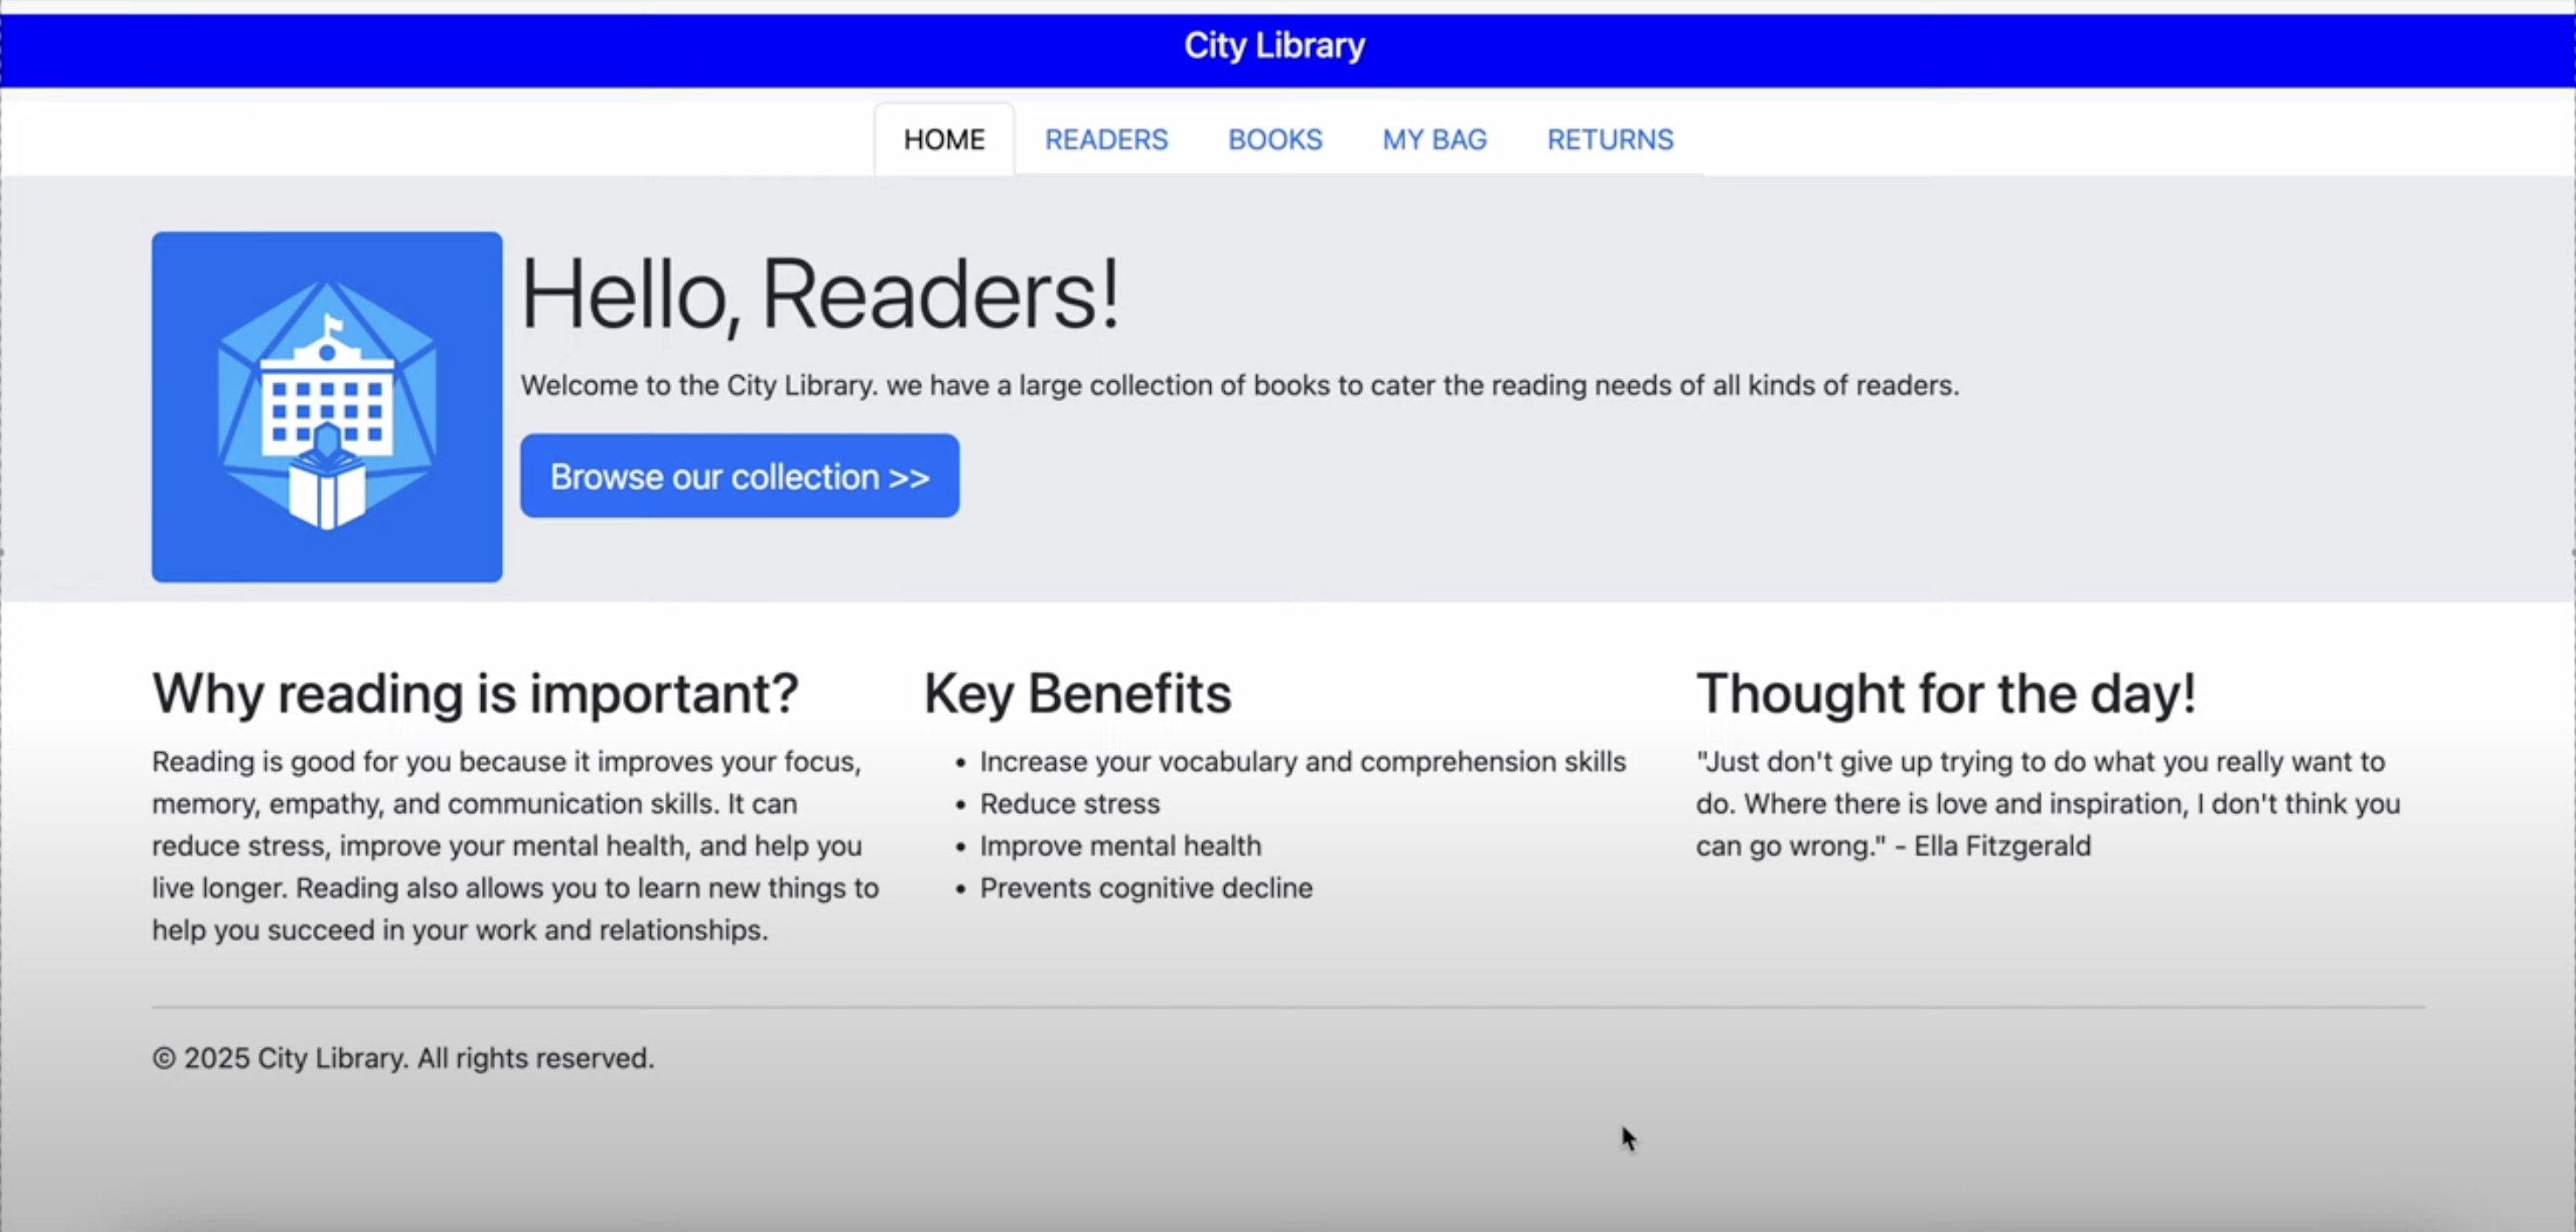 City Library
HOME READERS BOOKS MY BAG RETURNS
Hello, Readers!
Welcome to the City Library. we have a large collection of books to cater the reading needs of all kinds of readers.
Browse our collection >>
Why reading is important?
Reading is good for you because it improves your focus,
memory, empathy, and communication skills. It can
reduce stress, improve your mental health, and help you
live longer. Reading also allows you to learn new things to
help you succeed in your work and relationships.
Key Benefits
• Increase your vocabulary and comprehension skills
• Reduce stress
• Improve mental health
• Prevents cognitive decline
Thought for the day!
"Just don't give up trying to do what you really want to
do. Where there is love and inspiration, I don't think you
can go wrong." - Ella Fitzgerald
© 2025 City Library. All rights reserved.